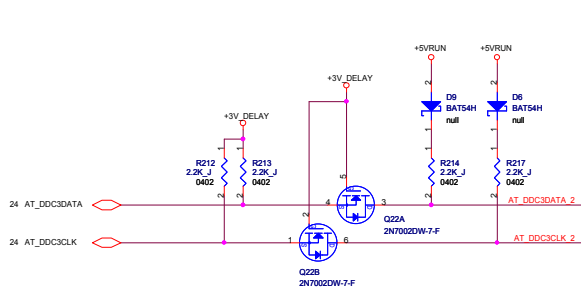 +5VRUN +5VRUN
+3V_DELAY
2 2
D9 D6
BAT54H BAT54H
null null
+3V_DELAY
1 1
1 1
5
R212 R213 R214 R217
2.2K_J 2.2K_J 2.2K_J 2.2K_J
0402 0402 0402 0402
2 2 2 2
24 AT_DDC3DATA 4 3 AT_DDC3DATA_2
2 Q22A
2N7002DW-7-F
24 AT_DDC3CLK 1 6 AT_DDC3CLK_2
Q22B
2N7002DW-7-F